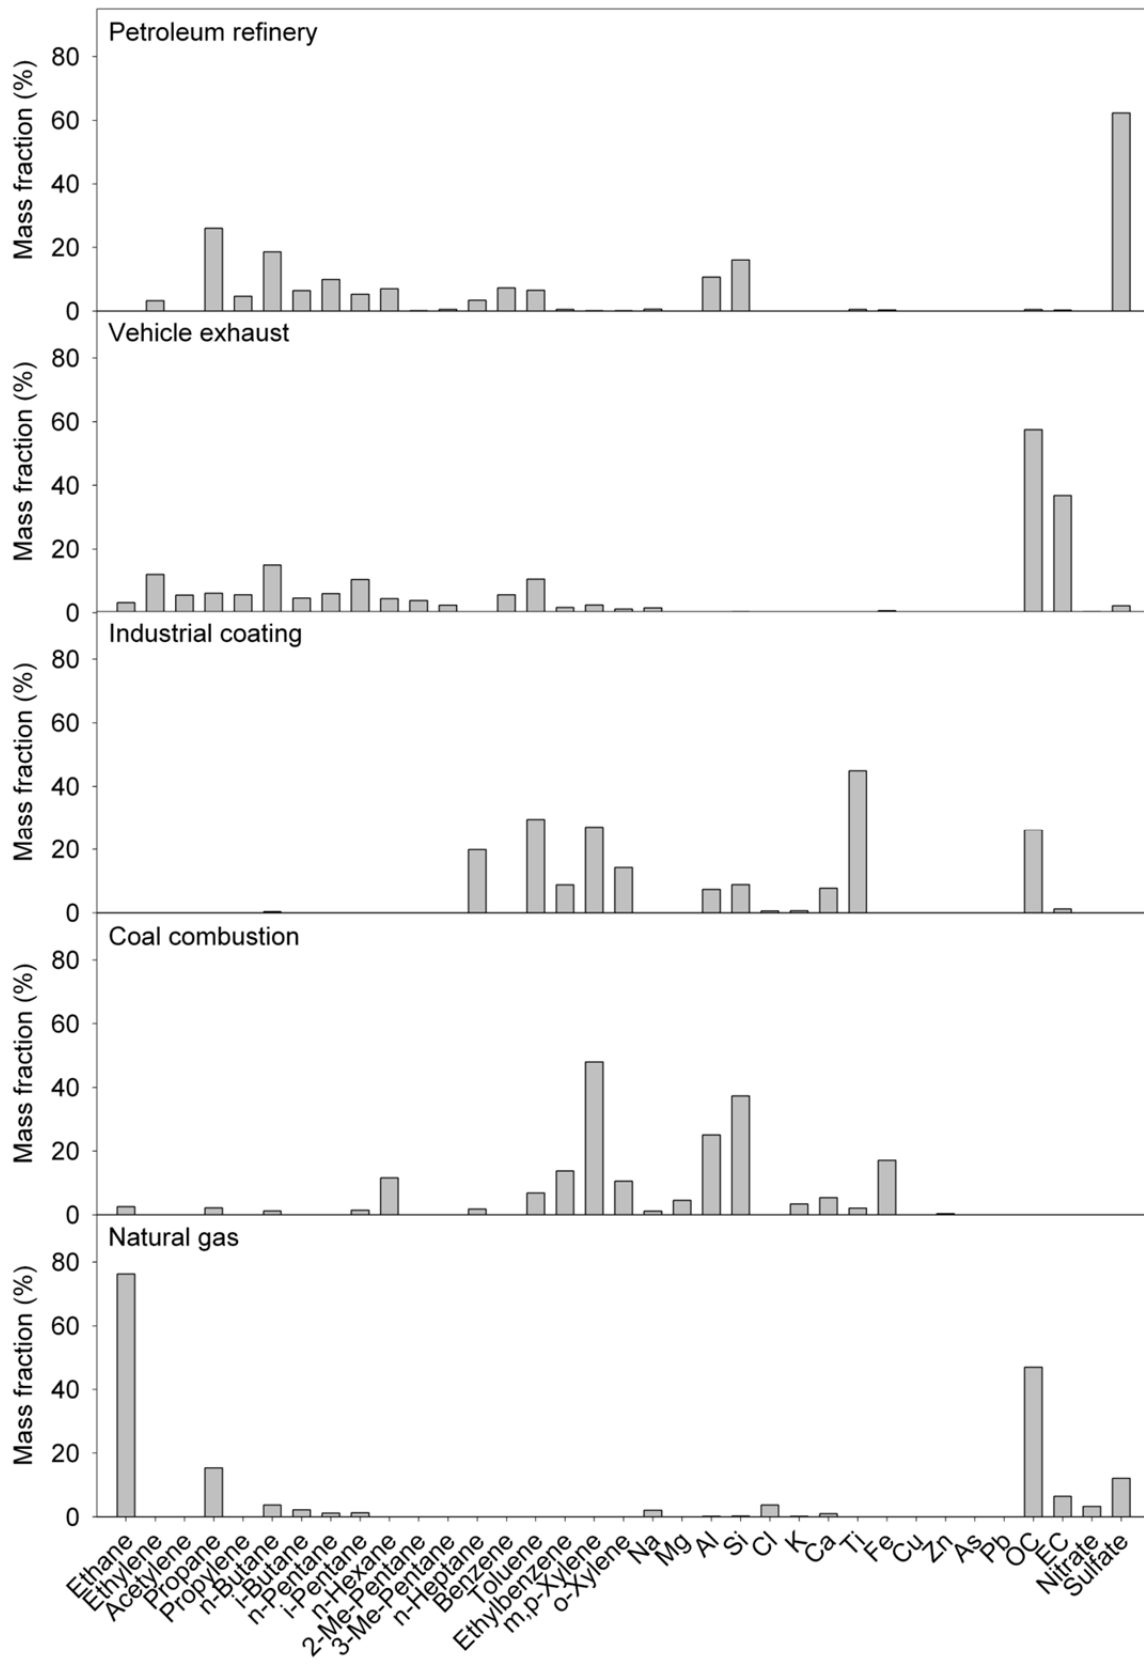 Petroleum refinery
Mass fraction (%)
80
60
40
20
0
Vehicle exhaust
Mass fraction (%)
80
60
40
20
0
Industrial coating
Mass fraction (%)
80
60
40
20
0
Coal combustion
Mass fraction (%)
80
60
40
20
0
Natural gas
Mass fraction (%)
80
60
40
20
0
Ethane
Ethylene
Acetylene
Propane
Propylene
n-Butane
i-Butane
n-Pentane
i-Pentane
n-Hexane
2-Me-Pentane
3-Me-Pentane
n-Heptane
Benzene
Toluene
Ethylbenzene
m,p-Xylene
o-Xylene
Na
Mg
Al
Si
Cl
K
Ca
Ti
Fe
Cu
Zn
As
Pb
OC
EC
Nitrate
Sulfate